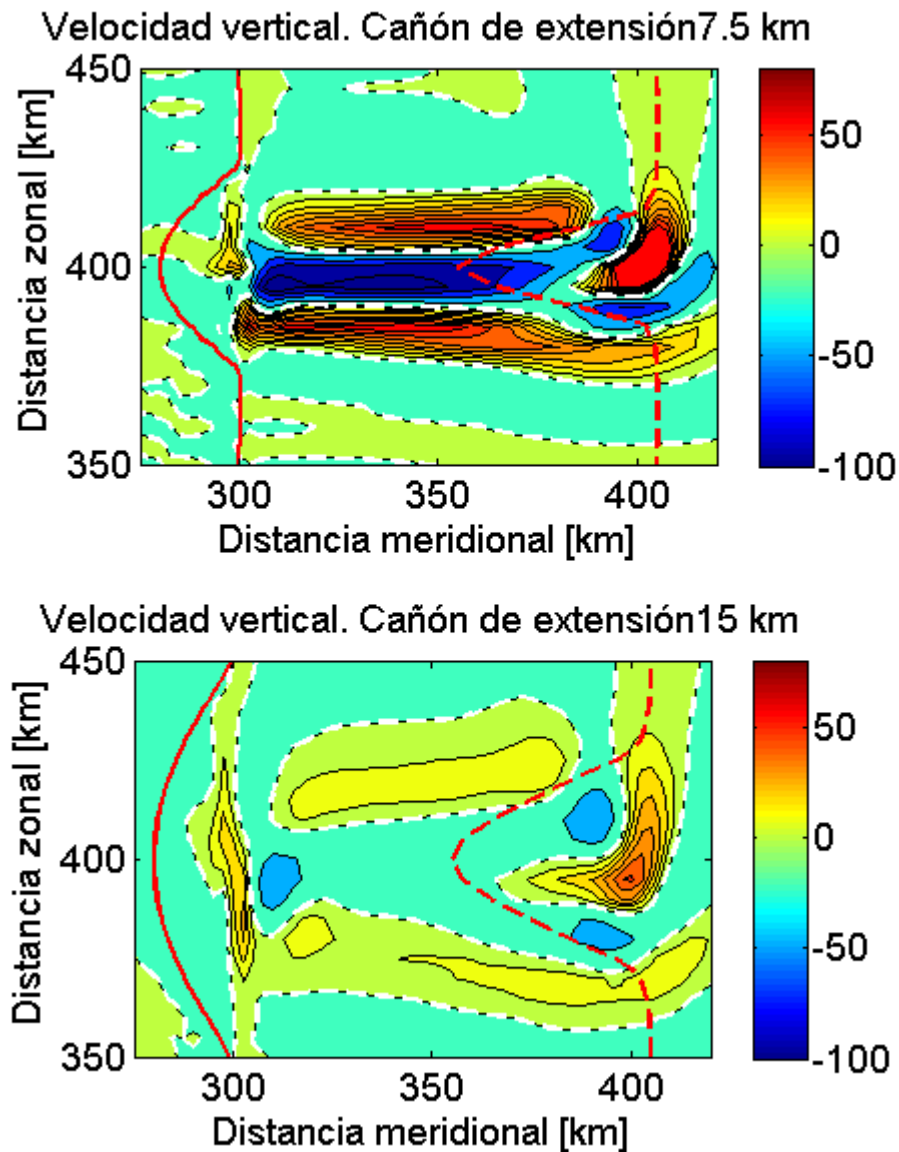 Velocidad vertical. Cañón de extensión7.5 km
450
400
350
Distancia zonal [km]
300 350 400
Distancia meridional [km]
50
0
-50
-100
Velocidad vertical. Cañón de extensión15 km
450
400
350
Distancia zonal [km]
300 350 400
Distancia meridional [km]
50
0
-50
-100